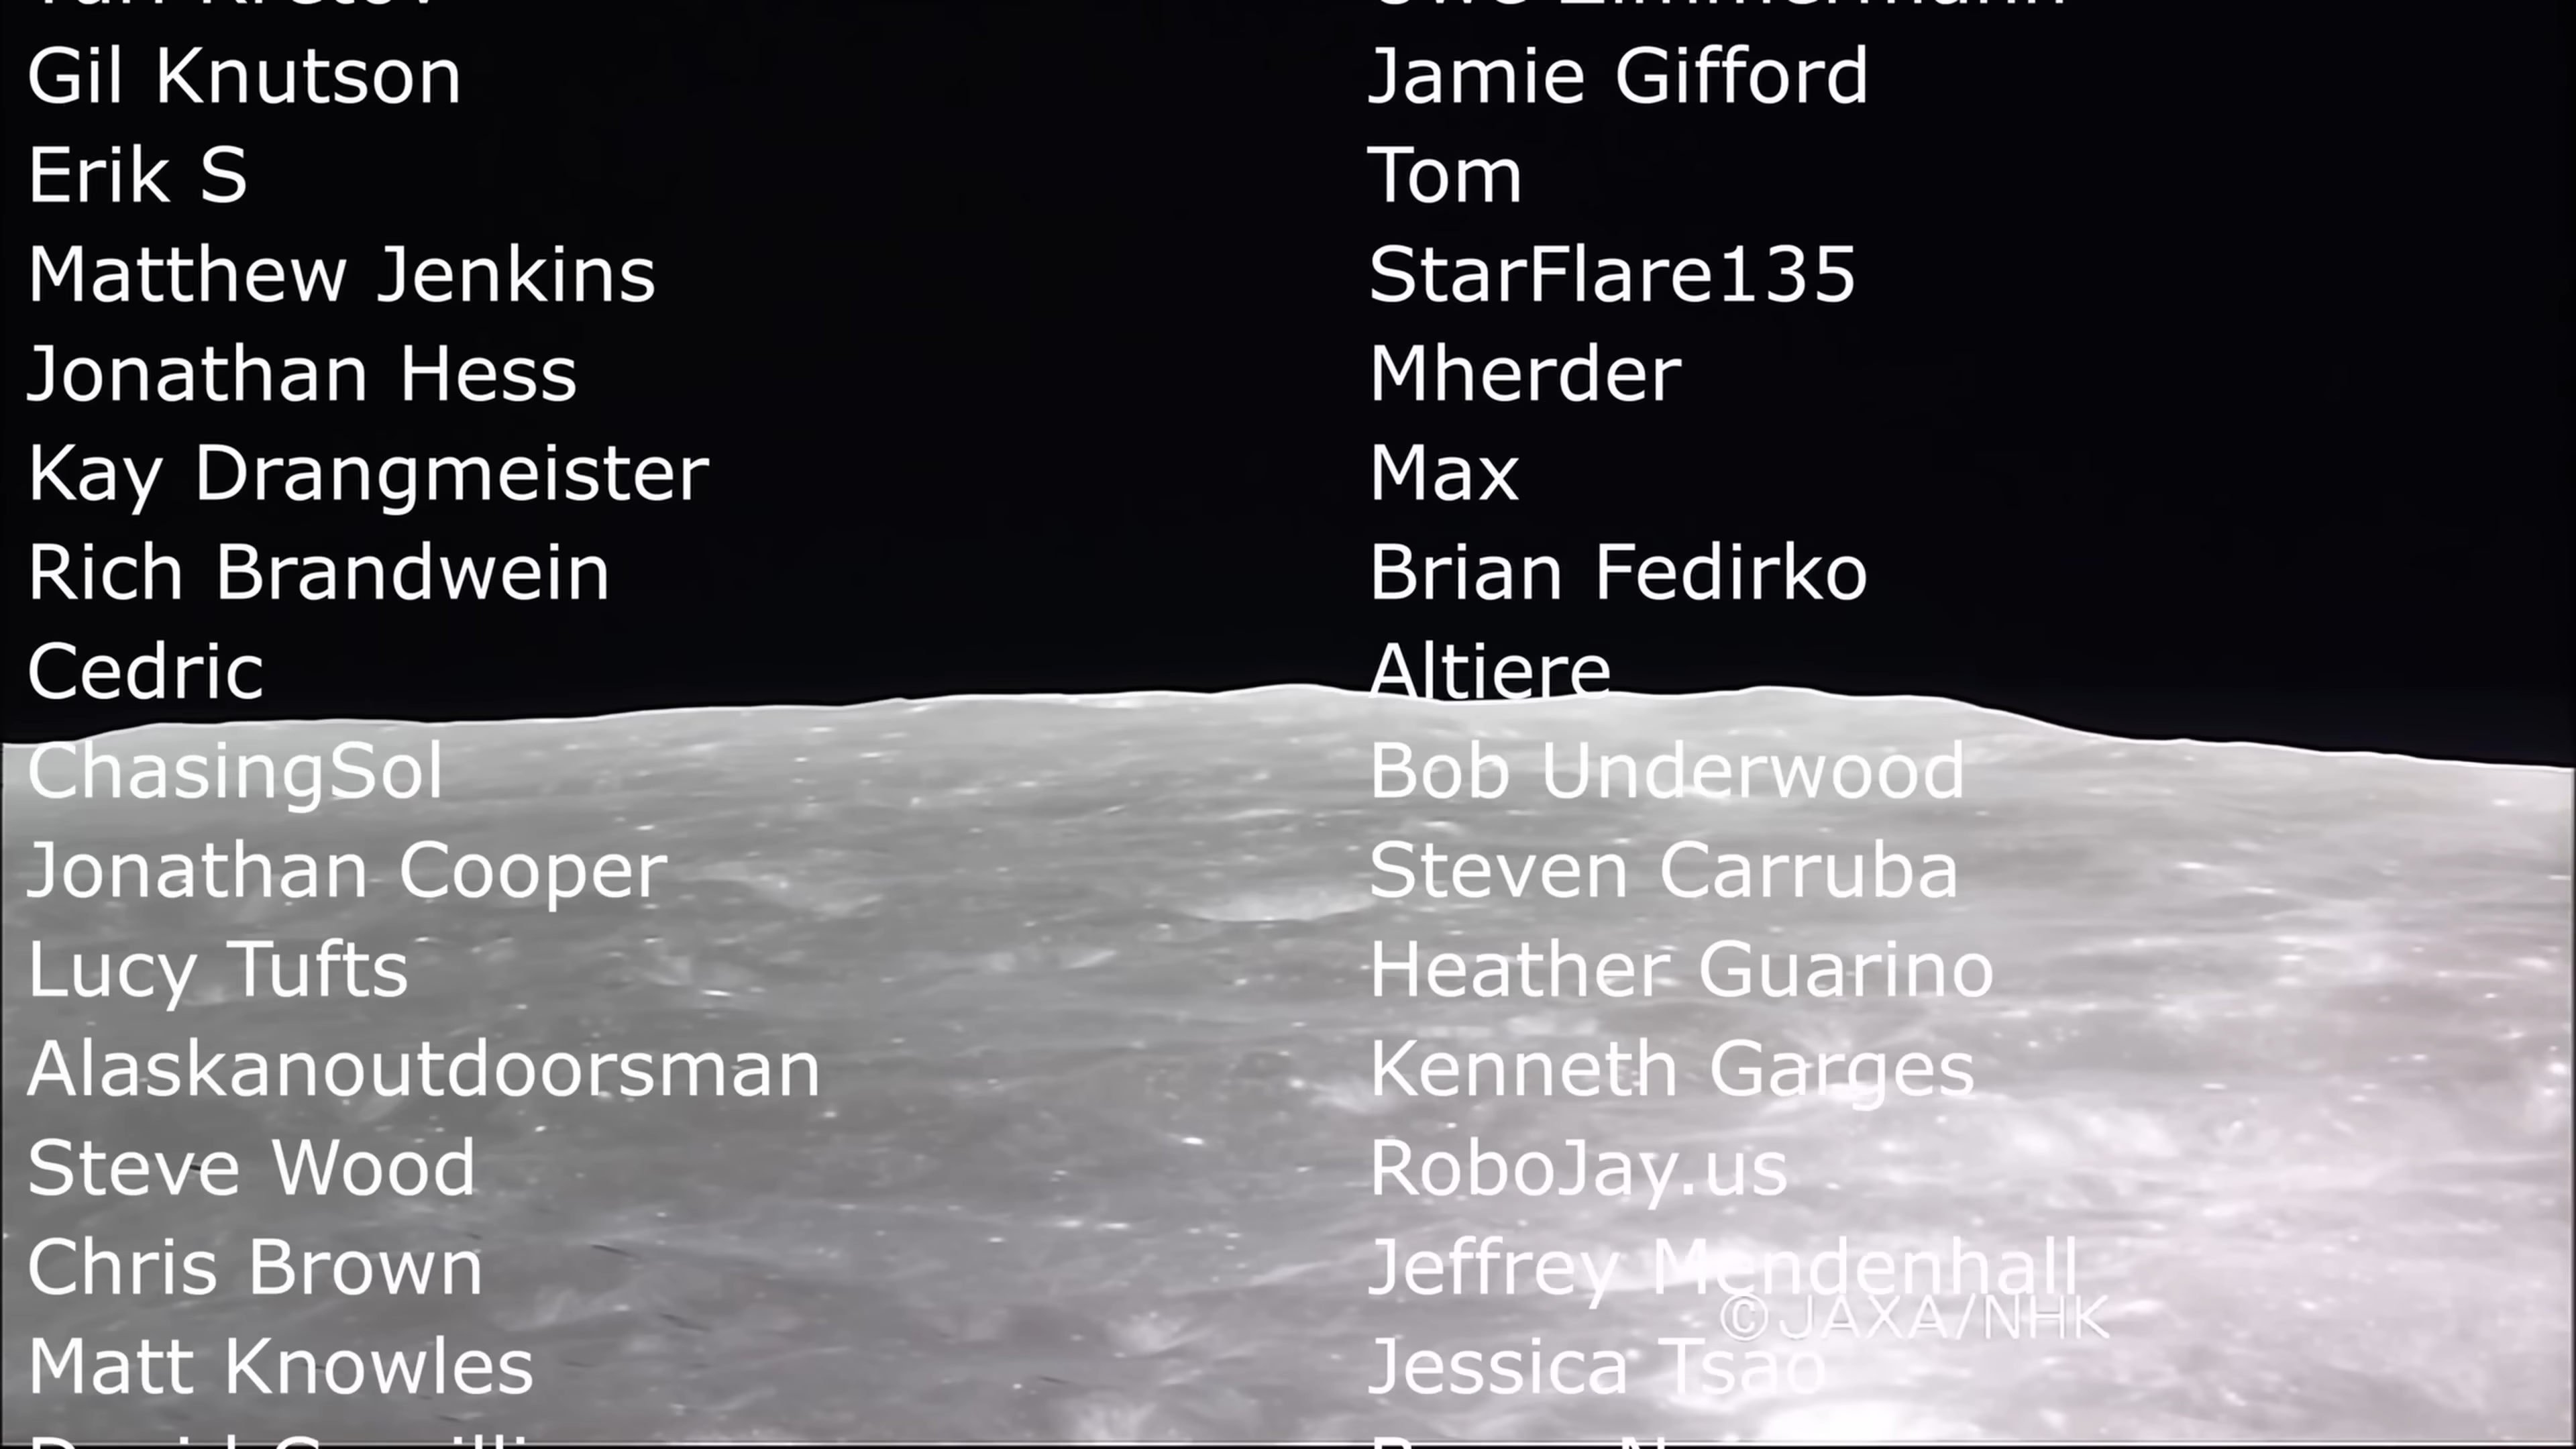 Gil Knutson
Erik S
Matthew Jenkins
Jonathan Hess
Kay Drangmeister
Rich Brandwein
Cedric
ChasingSol
Jonathan Cooper
Lucy Tufts
Alaskanoutdoorsman
Steve Wood
Chris Brown
Matt Knowles
Zimmermann
Jamie Gifford
Tom
StarFlare135
Mherder
Max
Brian Fedirko
Altiere
Bob Underwood
Steven Carruba
Heather Guarino
Kenneth Garges
RoboJay.us
Jeffrey Mendenhall
©JAXA/NHK
Jessica Tsao